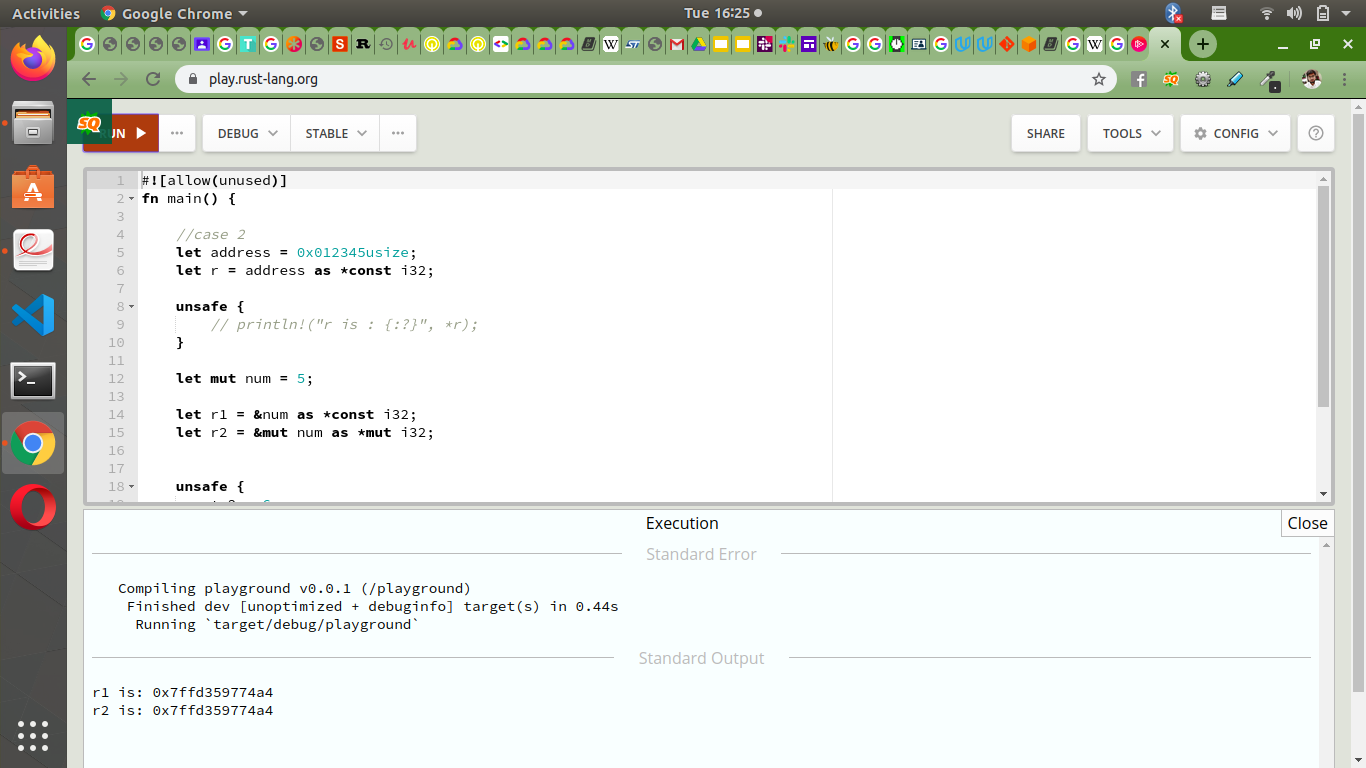 Activities Google Chrome Tue 16:25
play.rust-lang.org
RUN ••• DEBUG STABLE ••• SHARE TOOLS CONFIG
SQ
1 #![allow(unused)]
2 fn main() {
3
4 //case 2
5 let address = 0x012345usize;
6 let r = address as *const i32;
7
8 unsafe {
9 // println!("r is : {:?}", *r);
10 }
11
12 let mut num = 5;
13
14 let r1 = &num as *const i32;
15 let r2 = &mut num as *mut i32;
16
17
18 unsafe {
Execution Close
Standard Error
Compiling playground v0.0.1 (/playground)
Finished dev [unoptimized + debuginfo] target(s) in 0.44s
Running `target/debug/playground`
Standard Output
r1 is: 0x7ffd359774a4
r2 is: 0x7ffd359774a4